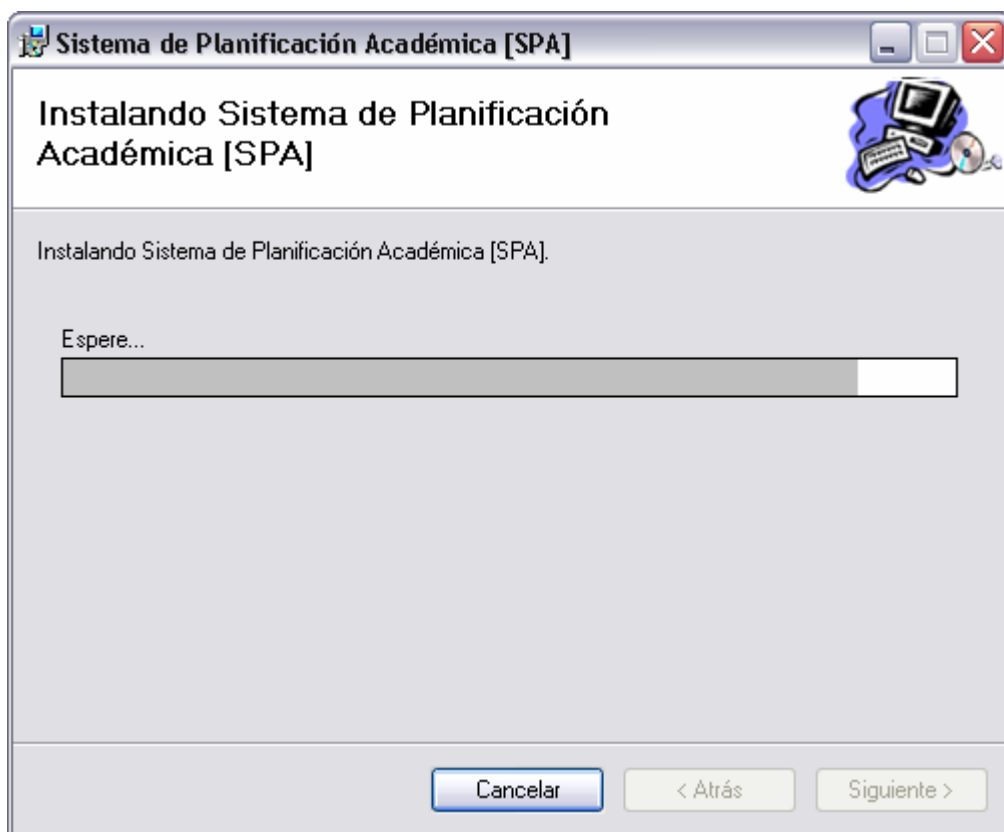 Sistema de Planificación Académica [SPA]
Instalando Sistema de Planificación
Académica [SPA]
Instalando Sistema de Planificación Académica [SPA].
Espere...
Cancelar
< Atrás
Siguiente >